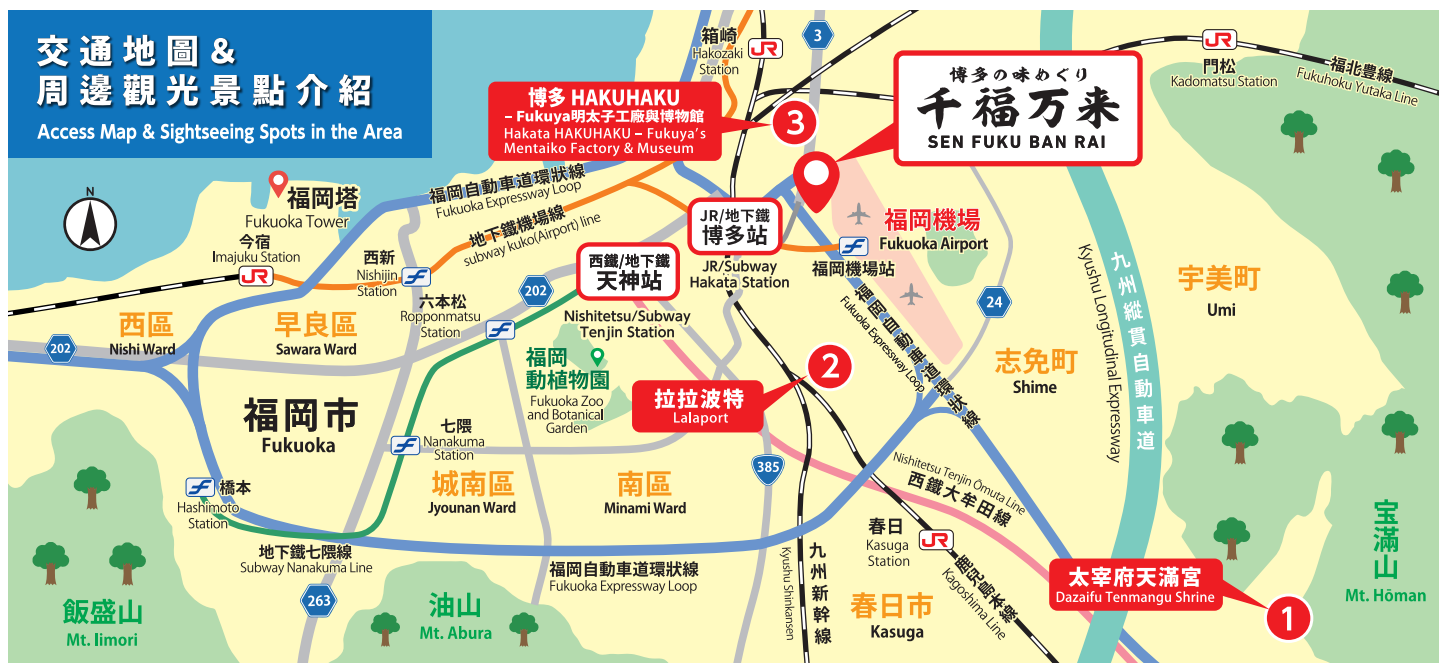 交通地圖&
周邊觀光景點介紹
Access Map & Sightseeing Spots in the Area
N
箱崎
Hakozaki
Station
JR
3
JR
門松
Kadomatsu Station
福北豊線
Fukuhoku Yutaka Line
博多の味めぐり
千福万来
SEN FUKU BAN RAI
博多 HAKUHAKU
– Fukuya明太子工廠與博物館
Hakata HAKUHAKU – Fukuya's
Mentaiko Factory & Museum
3
福岡塔
Fukuoka Tower
福岡自動車道環狀線
Fukuoka Expressway Loop
地下鐵機場線
subway kuko(Airport) line
今宿
Imajuku Station
JR
西新
Nishijin
Station
JR/地下鐵
博多站
JR/Subway
Hakata Station
西鐵/地下鐵
天神站
Nishitetsu/Subway
Tenjin Station
福岡機場
Fukuoka Airport
福岡機場站
福岡自動車道環狀線
Fukuoka Expressway Loop
24
九州縱貫自動車道
Kyushu Longitudinal Expressway
宇美町
Umi
志免町
Shime
202
六本松
Ropponmatsu
Station
202
西區
Nishi Ward
早良區
Sawara Ward
福岡
動植物園
Fukuoka Zoo
and Botanical
Garden
2
拉拉波特
Lalaport
福岡市
Fukuoka
七隈
Nanakuma
Station
385
城南區
Jyounan Ward
南區
Minami Ward
橋本
Hashimoto
Station
地下鐵七隈線
Subway Nanakuma Line
福岡自動車道環狀線
Fukuoka Expressway Loop
263
飯盛山
Mt. Iimori
油山
Mt. Abura
九州新幹線
Kyushu Shinkansen
春日
Kasuga
Station
JR
春日市
Kasuga
鹿兒島本線
Kagoshima Line
Nishitetsu Tenjin Ōmuta Line
西鐵大牟田線
太宰府天滿宮
Dazaifu Tenmangu Shrine
1
宝滿山
Mt. Hōman